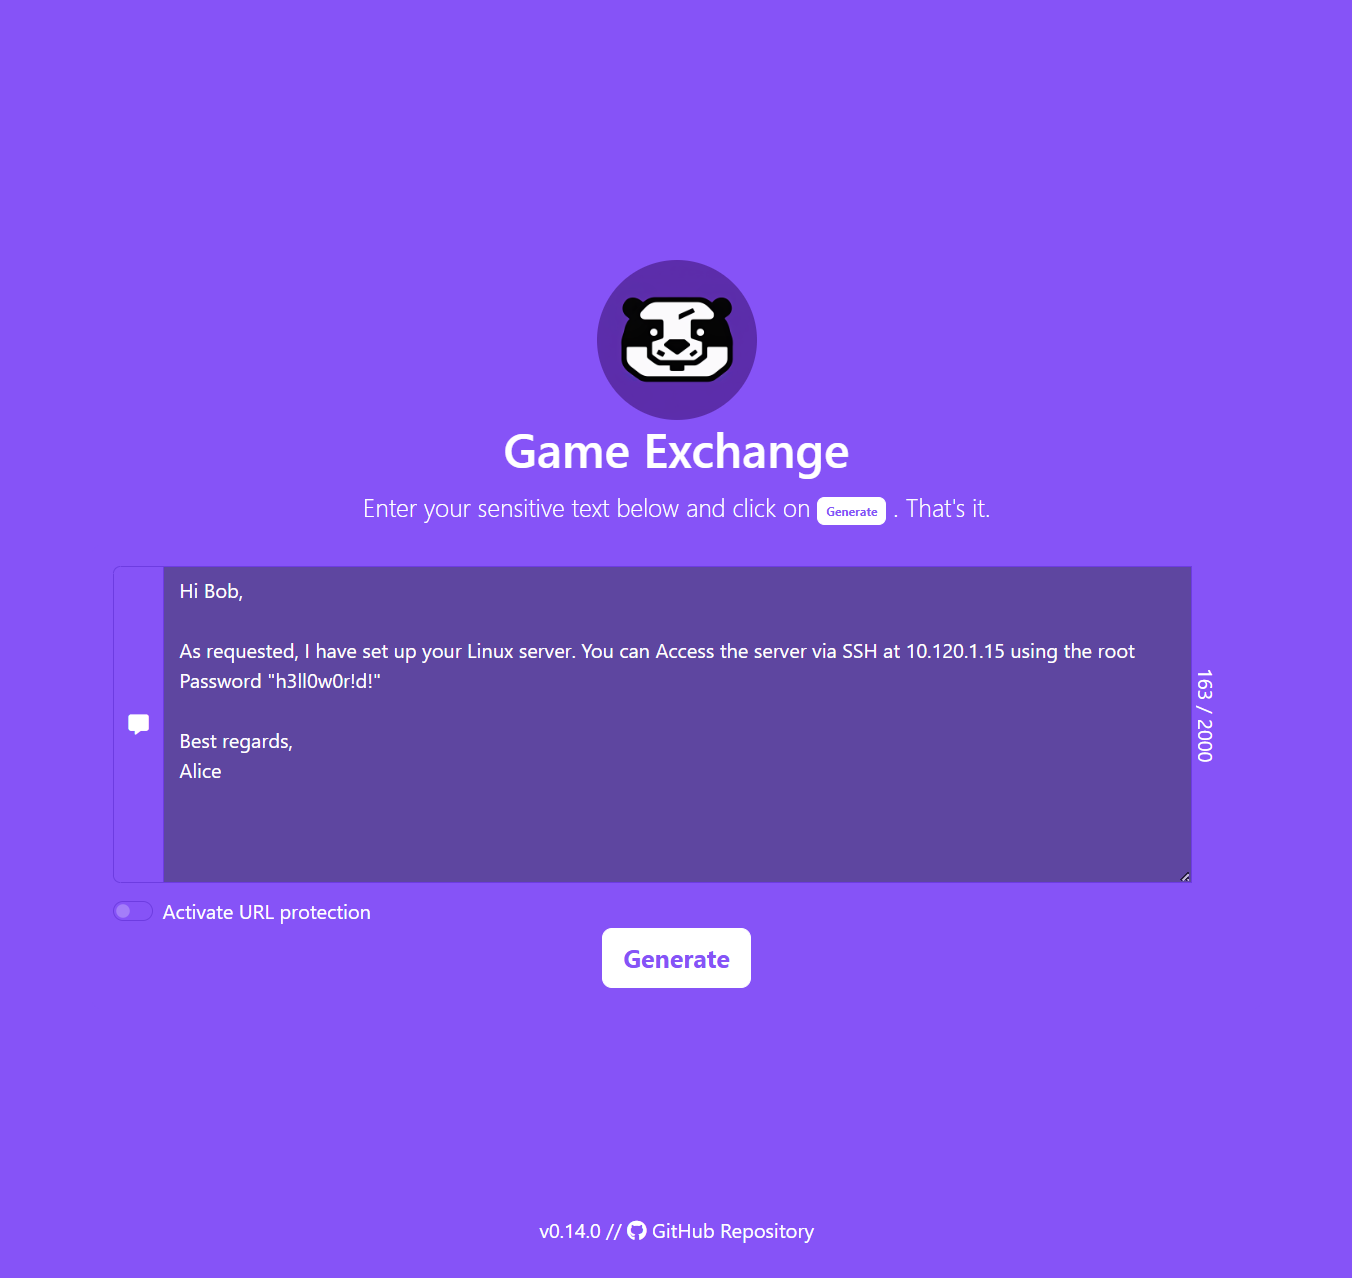 Game Exchange
Enter your sensitive text below and click on Generate . That's it.
Hi Bob,
As requested, I have set up your Linux server. You can Access the server via SSH at 10.120.1.15 using the root
Password "h3ll0w0r!d!"
Best regards,
Alice
163 / 2000
Activate URL protection
Generate
v0.14.0 // GitHub Repository